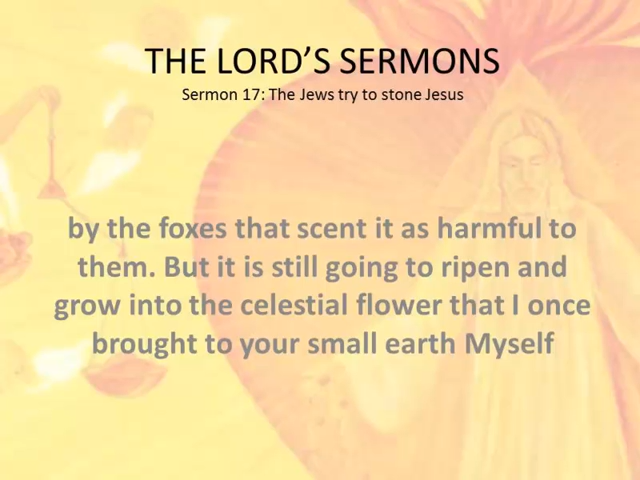 THE LORD’S SERMONS
Sermon 17: The Jews try to stone Jesus
by the foxes that scent it as harmful to
them. But it is still going to ripen and
grow into the celestial flower that I once
brought to your small earth Myself